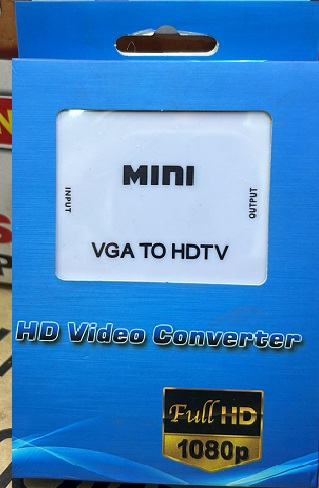 MINI
INPUT
OUTPUT
VGA TO HDTV
HD Video Converter
Full HD
1080p